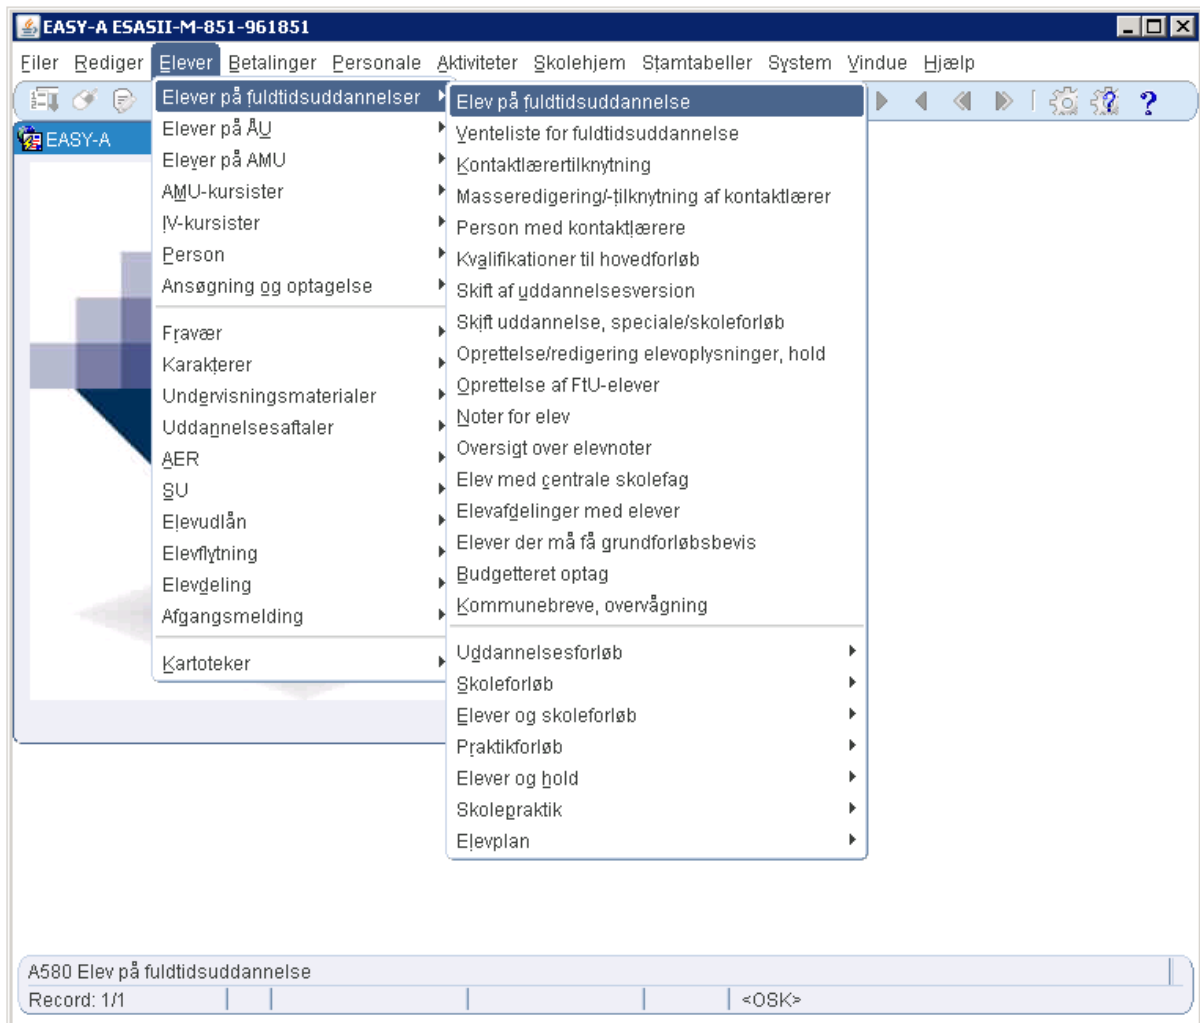 EASY-A ESASII-M-851-961851
Filer Rediger Elever Betalinger Personale Aktiviteter Skolehjem Stamtabeller System Vindue Hjælp
EASY-A
Elever på fuldtidsuddannelser
Elever på ÅU
Elever på AMU
AMU-kursister
IV-kursister
Person
Ansøgning og optagelse
Fravær
Karakterer
Undervisningsmaterialer
Uddannelsesaftaler
AER
SU
Elevudlån
Elevflytning
Elevdeling
Afgangsmelding
Kartoteker
Elev på fuldtidsuddannelse
Venteliste for fuldtidsuddannelse
Kontaktlærertilknytning
Masseredigering/-tilknytning af kontaktlærer
Person med kontaktlærere
Kvalifikationer til hovedforløb
Skift af uddannelsesversion
Skift uddannelse, speciale/skoleforløb
Oprettelse/redigering elevoplysninger, hold
Oprettelse af FtU-elever
Noter for elev
Oversigt over elevnoter
Elev med centrale skolefag
Elevafdelinger med elever
Elever der må få grundforløbsbevis
Budgetteret optag
Kommunebreve, overvågning
Uddannelsesforløb
Skoleforløb
Elever og skoleforløb
Praktikforløb
Elever og hold
Skolepraktik
Elevplan
A580 Elev på fuldtidsuddannelse
Record: 1/1 <OSK>